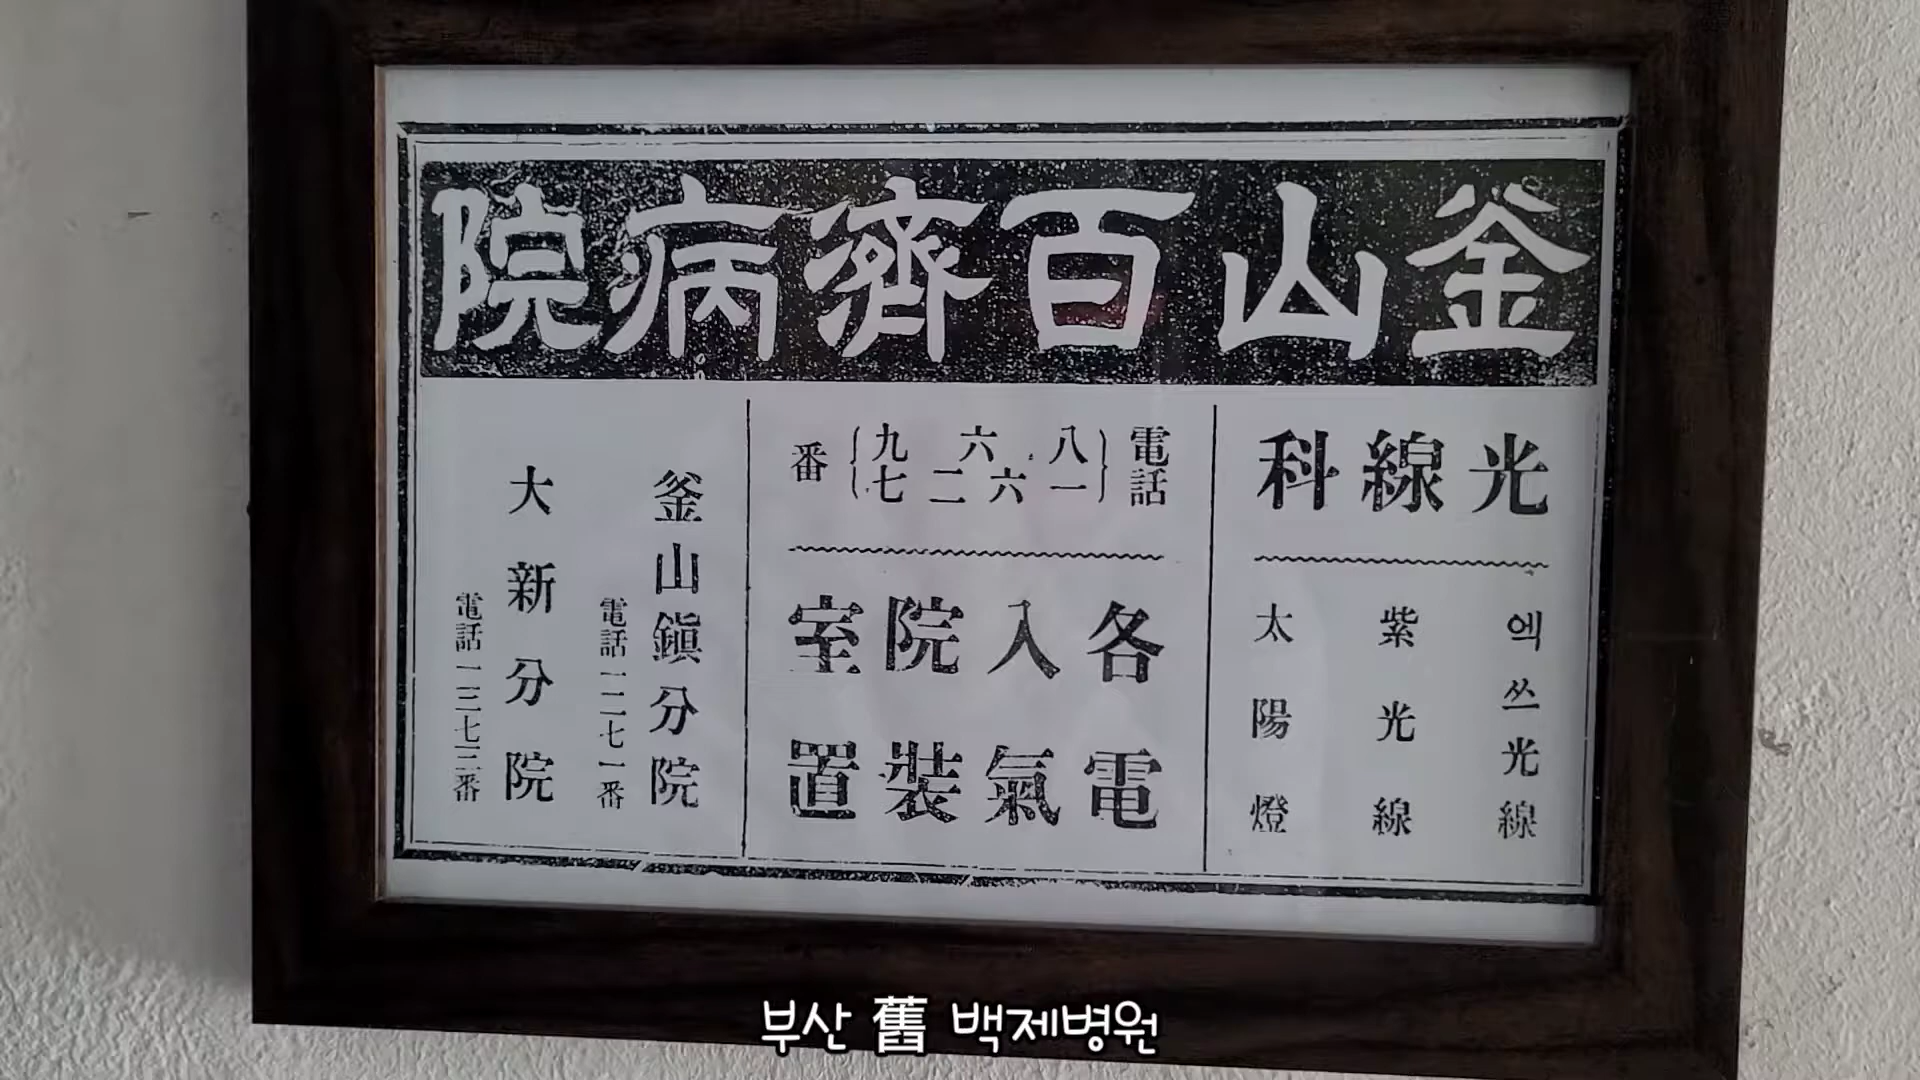 釜山百濟病院
光線科
엑쓰光線
紫光線
太陽燈
電話
八六九
一六二七
番
各入院室
電氣裝置
釜山鎭分院
電話一二七一番
大新分院
電話一三七三番
부산 舊 백제병원